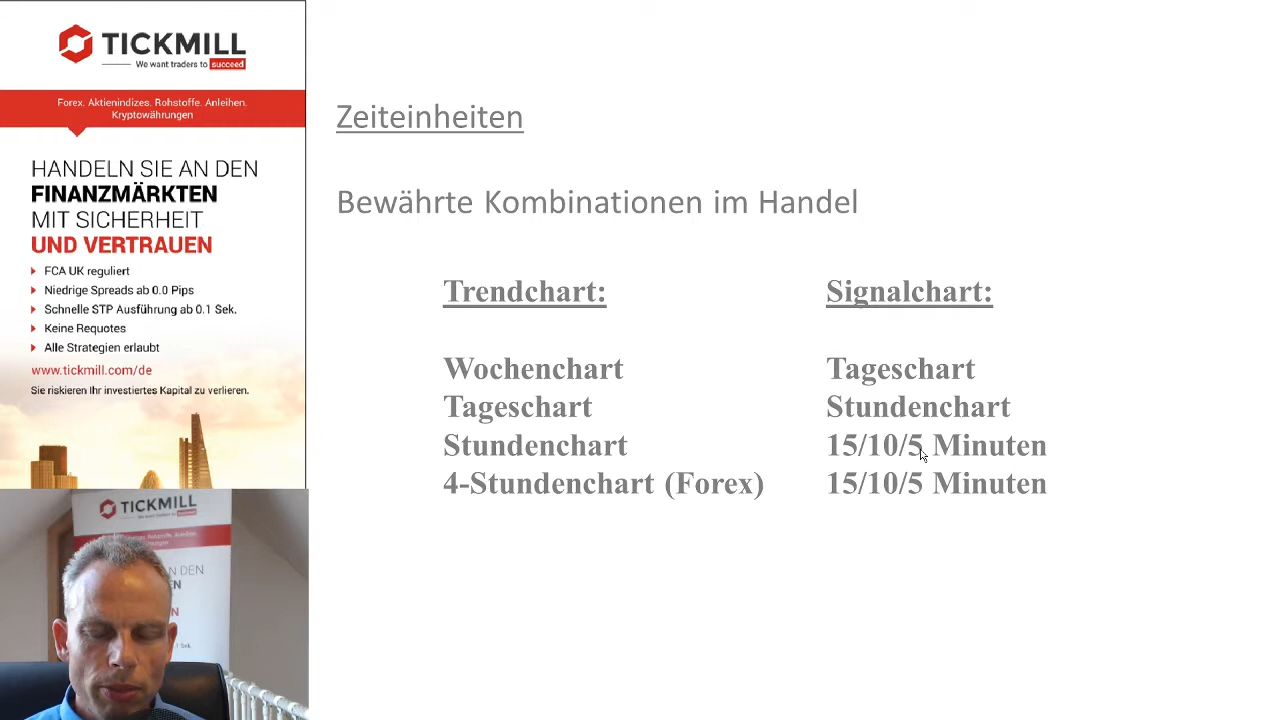 TICKMILL
We want traders to succeed
Forex. Aktienindizes. Rohstoffe. Anleihen.
Kryptowährungen
HANDELN SIE AN DEN
FINANZMÄRKTEN
MIT SICHERHEIT
UND VERTRAUEN
FCA UK reguliert
Niedrige Spreads ab 0.0 Pips
Schnelle STP Ausführung ab 0.1 Sek.
Keine Requotes
Alle Strategien erlaubt
www.tickmill.com/de
Sie riskieren Ihr investiertes Kapital zu verlieren.
Zeiteinheiten
Bewährte Kombinationen im Handel
Trendchart: Signalchart:
Wochenchart Tageschart
Tageschart Stundenchart
Stundenchart 15/10/5 Minuten
4-Stundenchart (Forex) 15/10/5 Minuten
TICKMILL